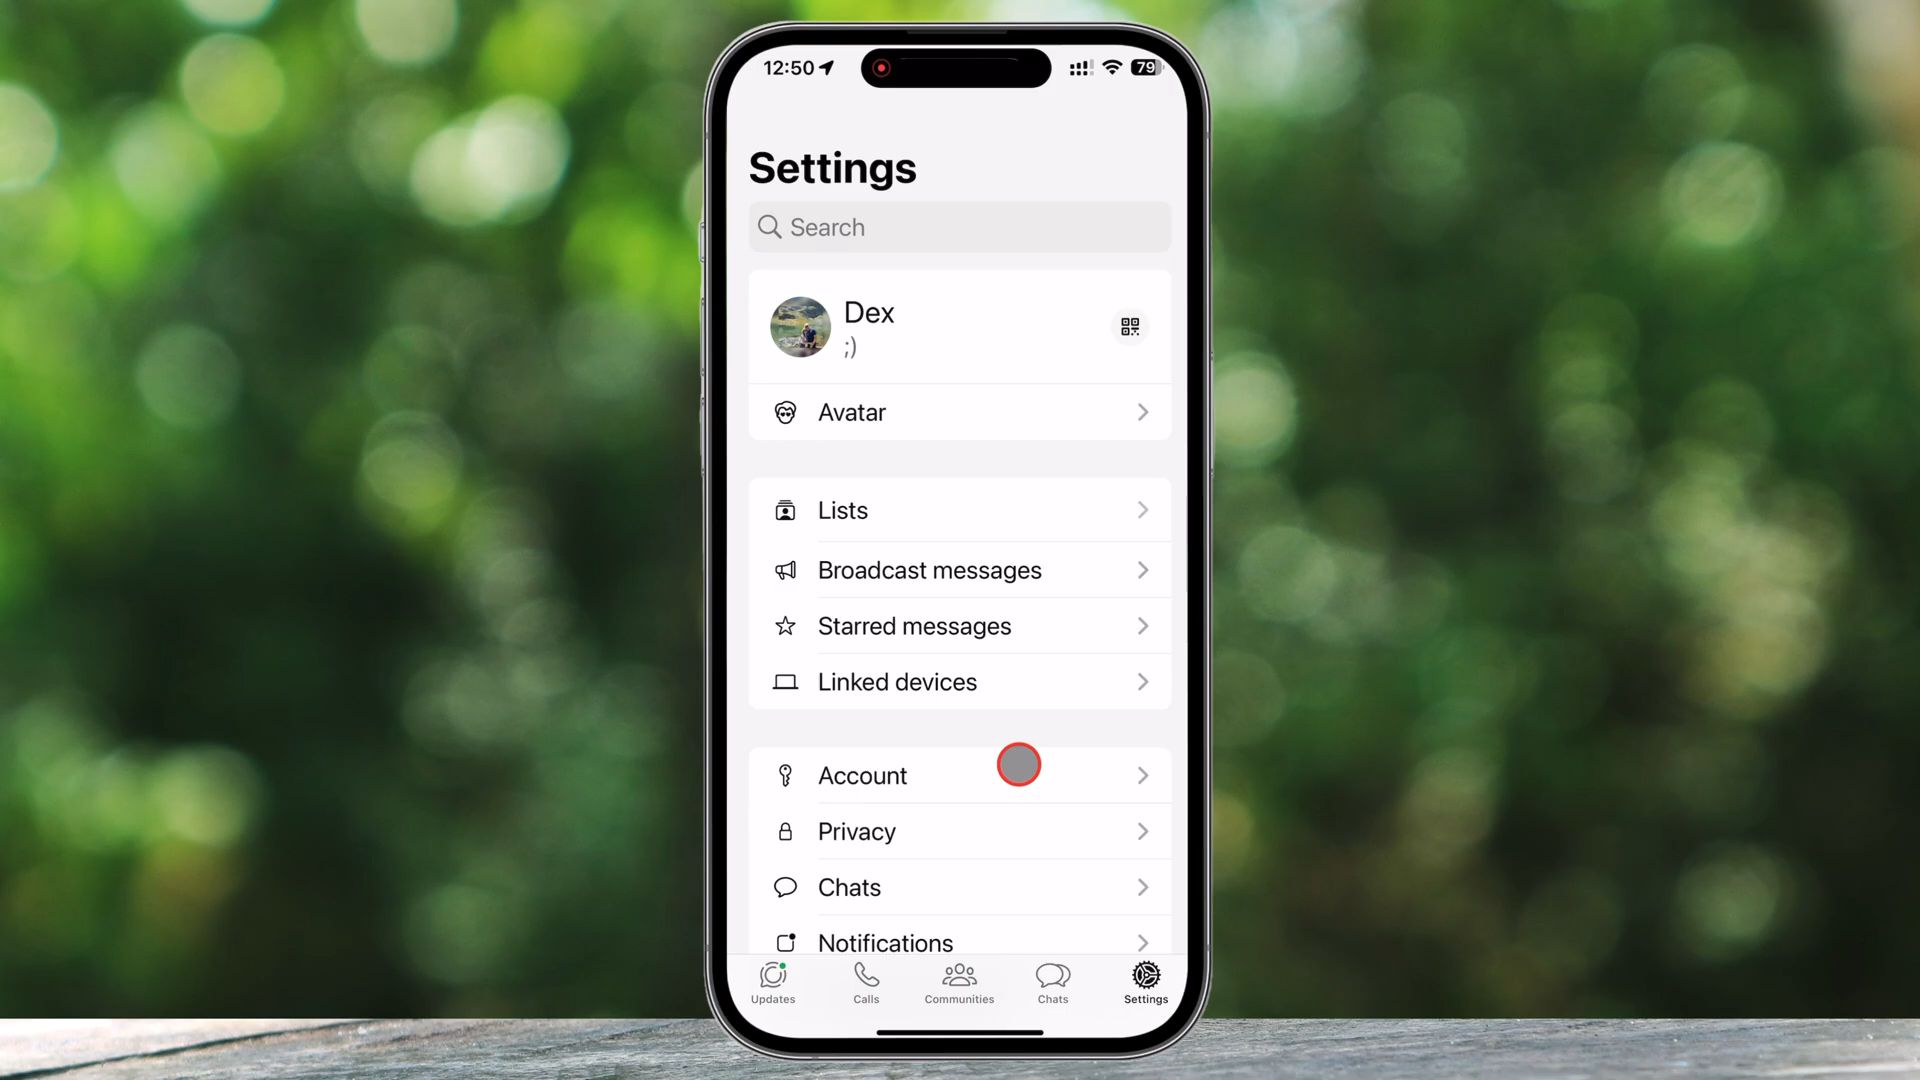 12:50
79
Settings
Search
Dex
;)
Avatar
Lists
Broadcast messages
Starred messages
Linked devices
Account
Privacy
Chats
Notifications
Updates
Calls
Communities
Chats
Settings